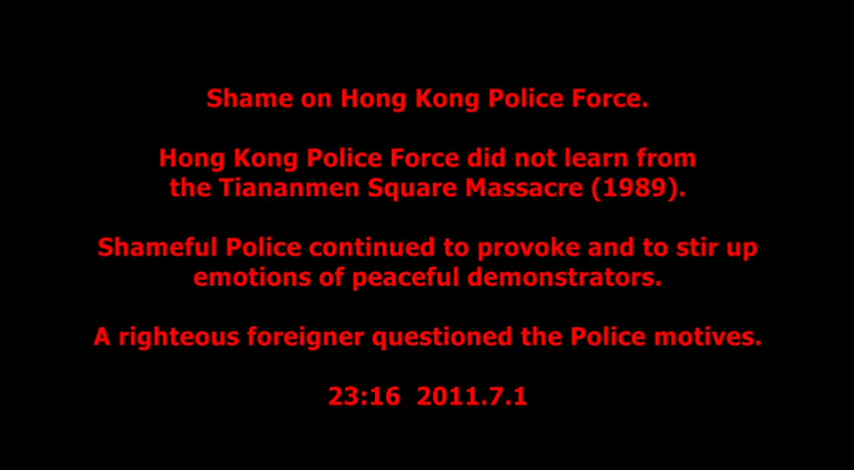 Shame on Hong Kong Police Force.
Hong Kong Police Force did not learn from
the Tiananmen Square Massacre (1989).
Shameful Police continued to provoke and to stir up
emotions of peaceful demonstrators.
A righteous foreigner questioned the Police motives.
23:16  2011.7.1